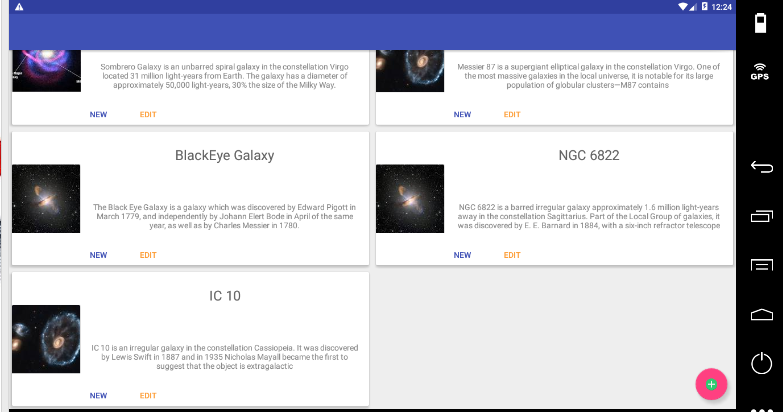 12:24
Sombrero Galaxy is an unbarred spiral galaxy in the constellation Virgo
located 31 million light-years from Earth. The galaxy has a diameter of
approximately 50,000 light-years, 30% the size of the Milky Way.
NEW EDIT
Messier 87 is a supergiant elliptical galaxy in the constellation Virgo. One of
the most massive galaxies in the local universe, it is notable for its large
population of globular clusters—M87 contains
NEW EDIT
BlackEye Galaxy
The Black Eye Galaxy is a galaxy which was discovered by Edward Pigott in
March 1779, and independently by Johann Elert Bode in April of the same
year, as well as by Charles Messier in 1780.
NEW EDIT
NGC 6822
NGC 6822 is a barred irregular galaxy approximately 1.6 million light-years
away in the constellation Sagittarius. Part of the Local Group of galaxies, it
was discovered by E. E. Barnard in 1884, with a six-inch refractor telescope
NEW EDIT
IC 10
IC 10 is an irregular galaxy in the constellation Cassiopeia. It was discovered
by Lewis Swift in 1887 and in 1935 Nicholas Mayall became the first to
suggest that the object is extragalactic
NEW EDIT
GPS